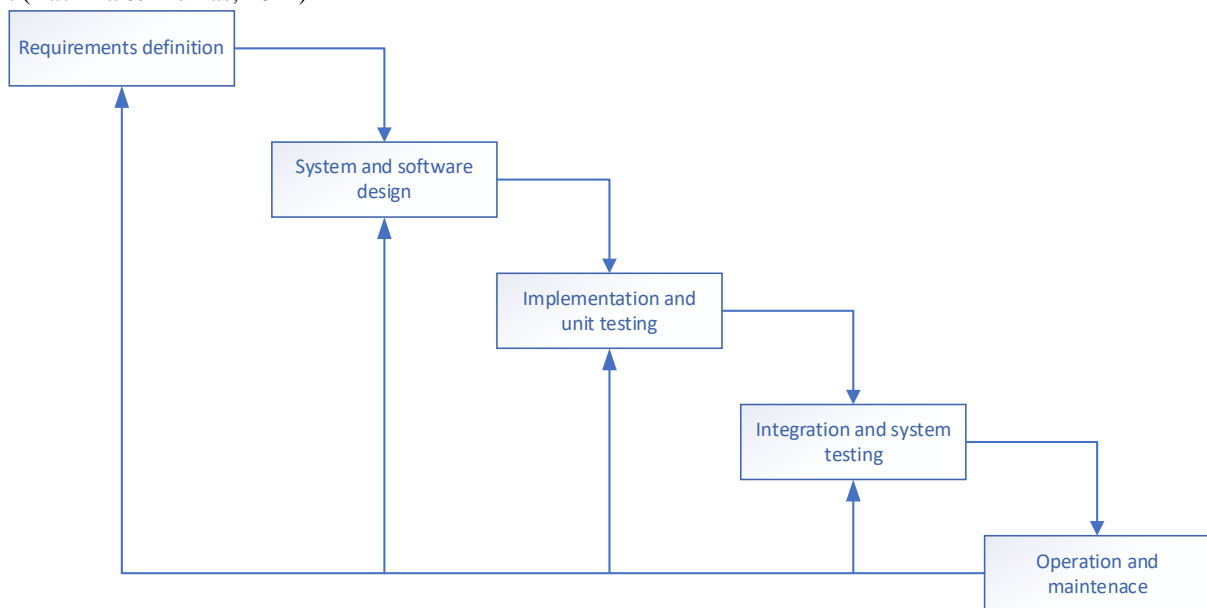 Requirements definition
System and software
design
Implementation and
unit testing
Integration and system
testing
Operation and
maintenace